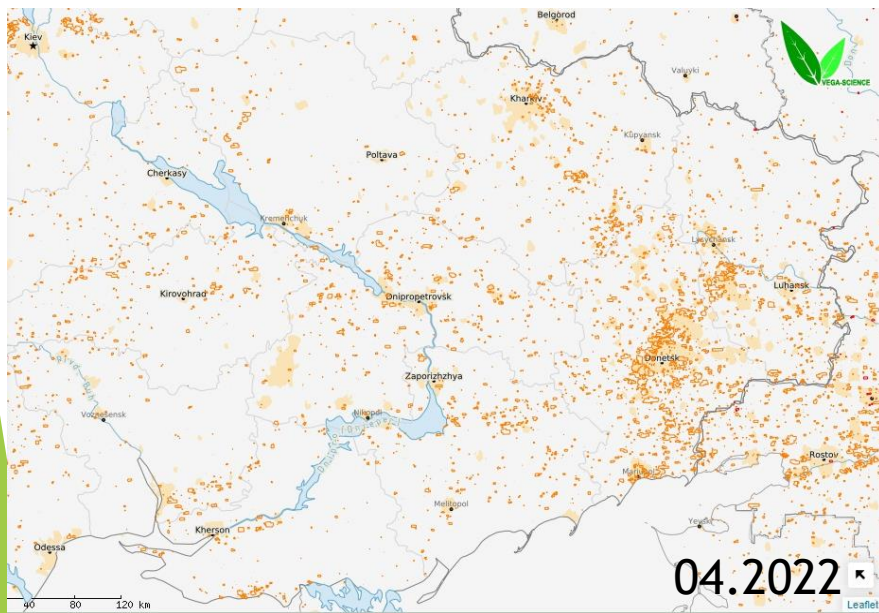 Belgorod
Kiev
Valuyki
VEGA-SCIENCE
Kharkiv
Kupyansk
Poltava
Cherkasy
Kremenchuk
Lisychansk
Kirovohrad
Dnipropetrovsk
Luhansk
Donetsk
Zaporizhzhya
Voznesensk
Nikopol
Rostov
Mariupol
Melitopol
Kherson
Yeysk
Odessa
04.2022
40 80 120 km
Leaflet